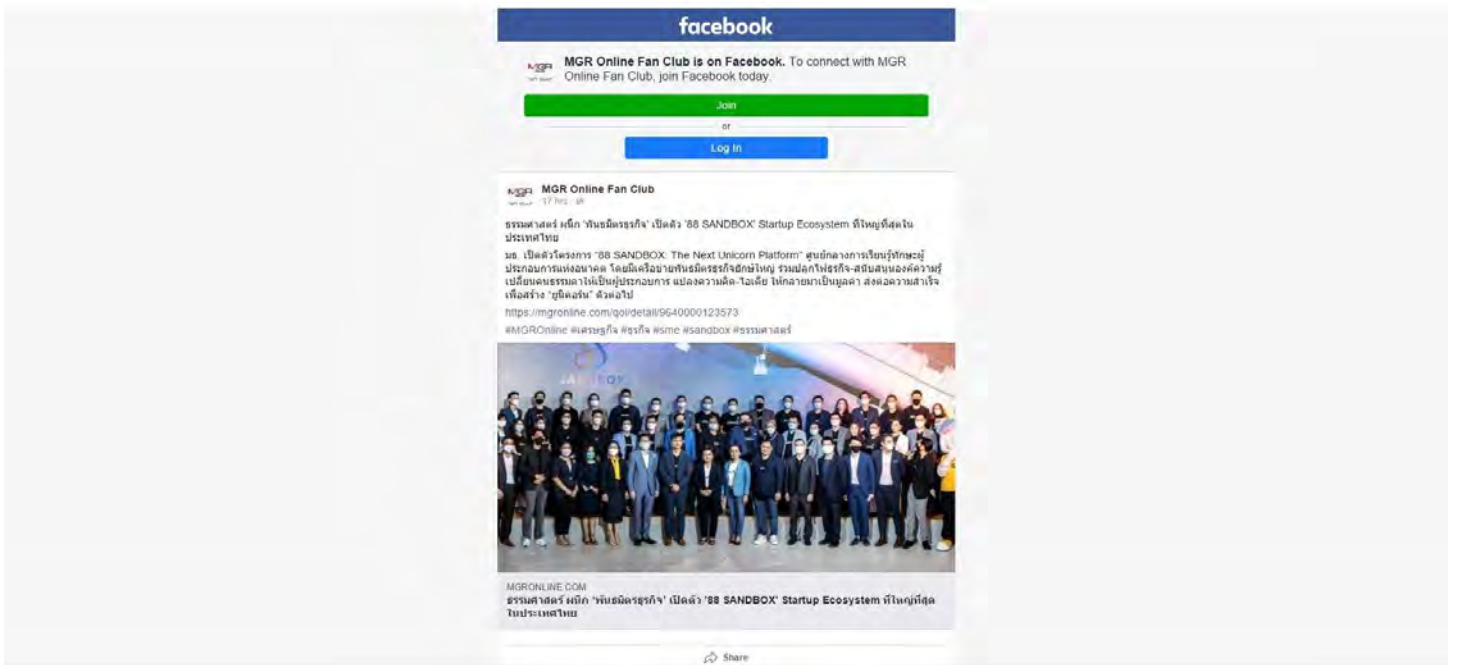 facebook
MGR Online Fan Club is on Facebook. To connect with MGR
Online Fan Club, join Facebook today.
Join
or
Log In
MGR Online Fan Club
17 hrs
ธรรมศาสตร์ ผนึก 'พันธมิตรธุรกิจ' เปิดตัว '88 SANDBOX' Startup Ecosystem ที่ใหญ่ที่สุดใน
ประเทศไทย
มธ. เปิดตัวโครงการ "88 SANDBOX: The Next Unicorn Platform" ศูนย์กลางการเรียนรู้ทักษะผู้
ประกอบการแห่งอนาคต โดยมีเครือข่ายพันธมิตรธุรกิจยักษ์ใหญ่ ร่วมปลุกไฟธุรกิจ-สนับสนุนองค์ความรู้
เปลี่ยนคนธรรมดาให้เป็นผู้ประกอบการ แปลงความคิด-ไอเดีย ให้กลายมาเป็นมูลค่า ส่งต่อความสำเร็จ
เพื่อสร้าง "ยูนิคอร์น" ตัวต่อไป
https://mgronline.com/qol/detail/9640000123573
#MGROnline #เศรษฐกิจ #ธุรกิจ #sme #sandbox #ธรรมศาสตร์
SANDBOX
MGRONLINE.COM
ธรรมศาสตร์ ผนึก 'พันธมิตรธุรกิจ' เปิดตัว '88 SANDBOX' Startup Ecosystem ที่ใหญ่ที่สุด
ในประเทศไทย
Share